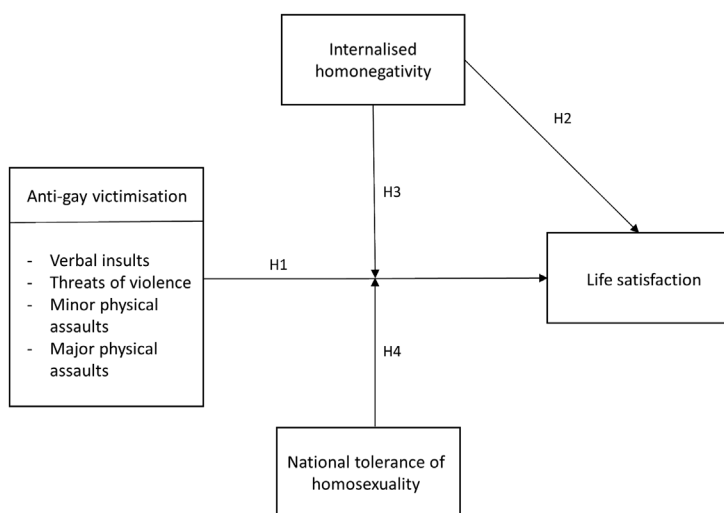 Internalised
homonegativity
H2
H3
Anti-gay victimisation
- Verbal insults
- Threats of violence
- Minor physical
assaults
- Major physical
assaults
H1
Life satisfaction
H4
National tolerance of
homosexuality